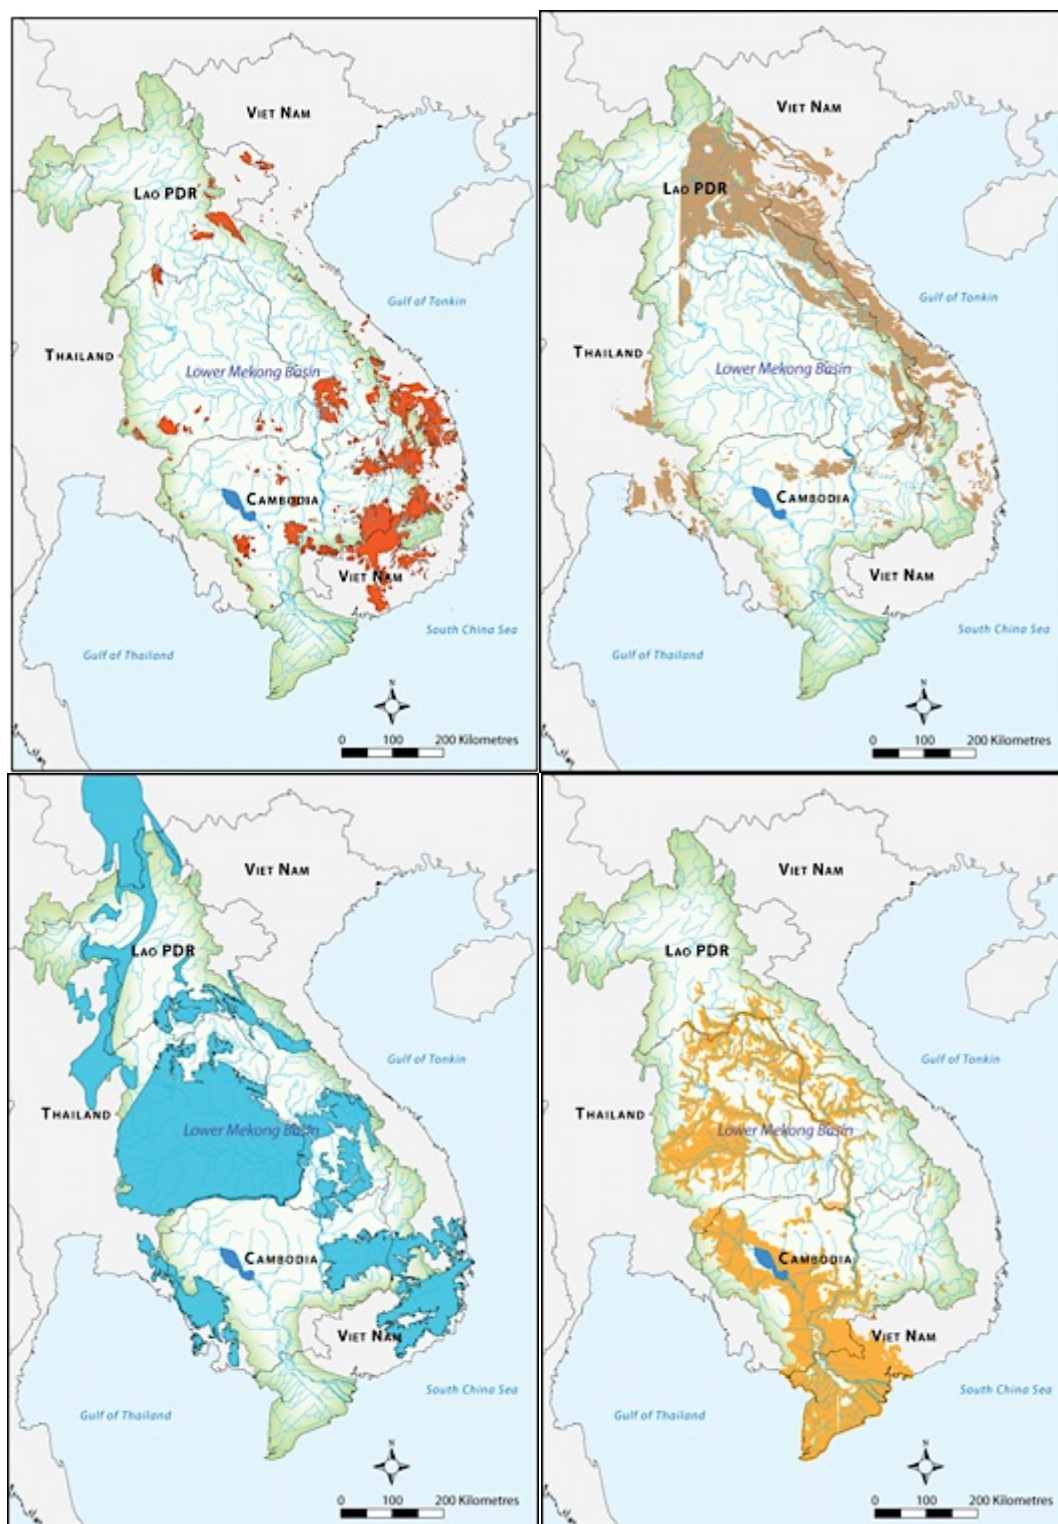 VIET NAM
LAO PDR
Gulf of Tonkin
THAILAND
Lower Mekong Basin
CAMBODIA
VIET NAM
South China Sea
Gulf of Thailand
N
0 100 200 Kilometres
VIET NAM
LAO PDR
Gulf of Tonkin
THAILAND
Lower Mekong Basin
CAMBODIA
VIET NAM
South China Sea
Gulf of Thailand
N
0 100 200 Kilometres
VIET NAM
LAO PDR
Gulf of Tonkin
THAILAND
Lower Mekong Basin
CAMBODIA
VIET NAM
South China Sea
Gulf of Thailand
N
0 100 200 Kilometres
VIET NAM
LAO PDR
Gulf of Tonkin
THAILAND
Lower Mekong Basin
CAMBODIA
VIET NAM
South China Sea
Gulf of Thailand
N
0 100 200 Kilometres